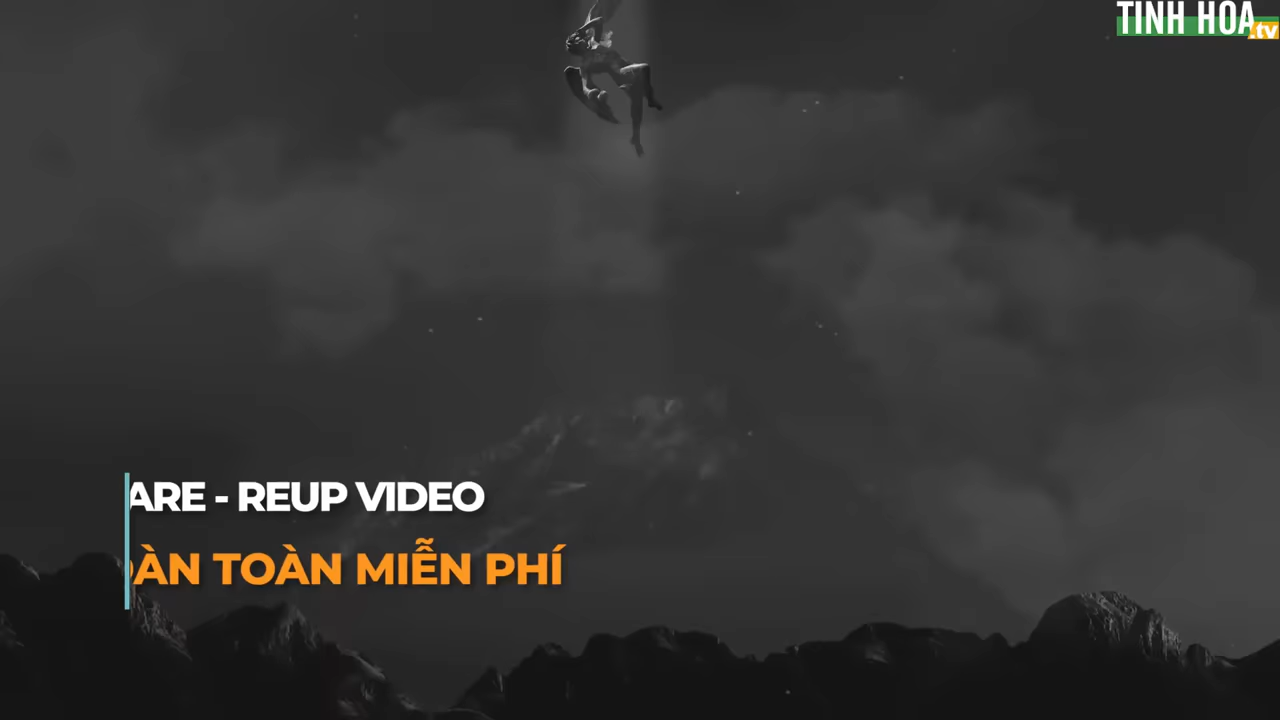 TINH HOA
.tv
ARE - REUP VIDEO
ÀN TOÀN MIỄN PHÍ